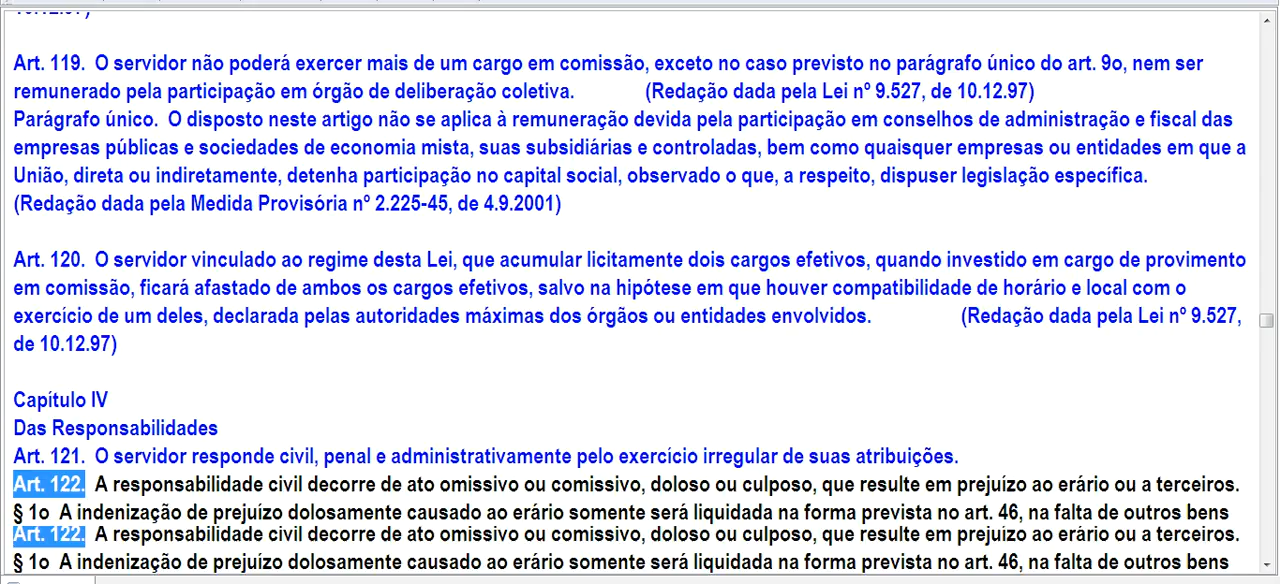 10.12.97)
Art. 119.  O servidor não poderá exercer mais de um cargo em comissão, exceto no caso previsto no parágrafo único do art. 9o, nem ser
remunerado pela participação em órgão de deliberação coletiva. (Redação dada pela Lei nº 9.527, de 10.12.97)
Parágrafo único.  O disposto neste artigo não se aplica à remuneração devida pela participação em conselhos de administração e fiscal das
empresas públicas e sociedades de economia mista, suas subsidiárias e controladas, bem como quaisquer empresas ou entidades em que a
União, direta ou indiretamente, detenha participação no capital social, observado o que, a respeito, dispuser legislação específica.
(Redação dada pela Medida Provisória nº 2.225-45, de 4.9.2001)
Art. 120.  O servidor vinculado ao regime desta Lei, que acumular licitamente dois cargos efetivos, quando investido em cargo de provimento
em comissão, ficará afastado de ambos os cargos efetivos, salvo na hipótese em que houver compatibilidade de horário e local com o
exercício de um deles, declarada pelas autoridades máximas dos órgãos ou entidades envolvidos. (Redação dada pela Lei nº 9.527,
de 10.12.97)
Capítulo IV
Das Responsabilidades
Art. 121.  O servidor responde civil, penal e administrativamente pelo exercício irregular de suas atribuições.
Art. 122.  A responsabilidade civil decorre de ato omissivo ou comissivo, doloso ou culposo, que resulte em prejuízo ao erário ou a terceiros.
§ 1o  A indenização de prejuízo dolosamente causado ao erário somente será liquidada na forma prevista no art. 46, na falta de outros bens
Art. 122.  A responsabilidade civil decorre de ato omissivo ou comissivo, doloso ou culposo, que resulte em prejuízo ao erário ou a terceiros.
§ 1o  A indenização de prejuízo dolosamente causado ao erário somente será liquidada na forma prevista no art. 46, na falta de outros bens